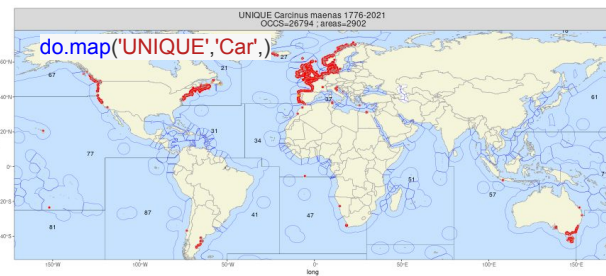 UNIQUE Carcinus maenas 1776-2021
OCCS=26794 ; areas=2902
do.map('UNIQUE','Car',)
18
27
67
21
61
60°N
37
40°N
31
34
20°N
77
71
0°
51
57
20°S
87
41
47
81
40°S
150°W
100°W
50°W
0°
50°E
100°E
150°E
long